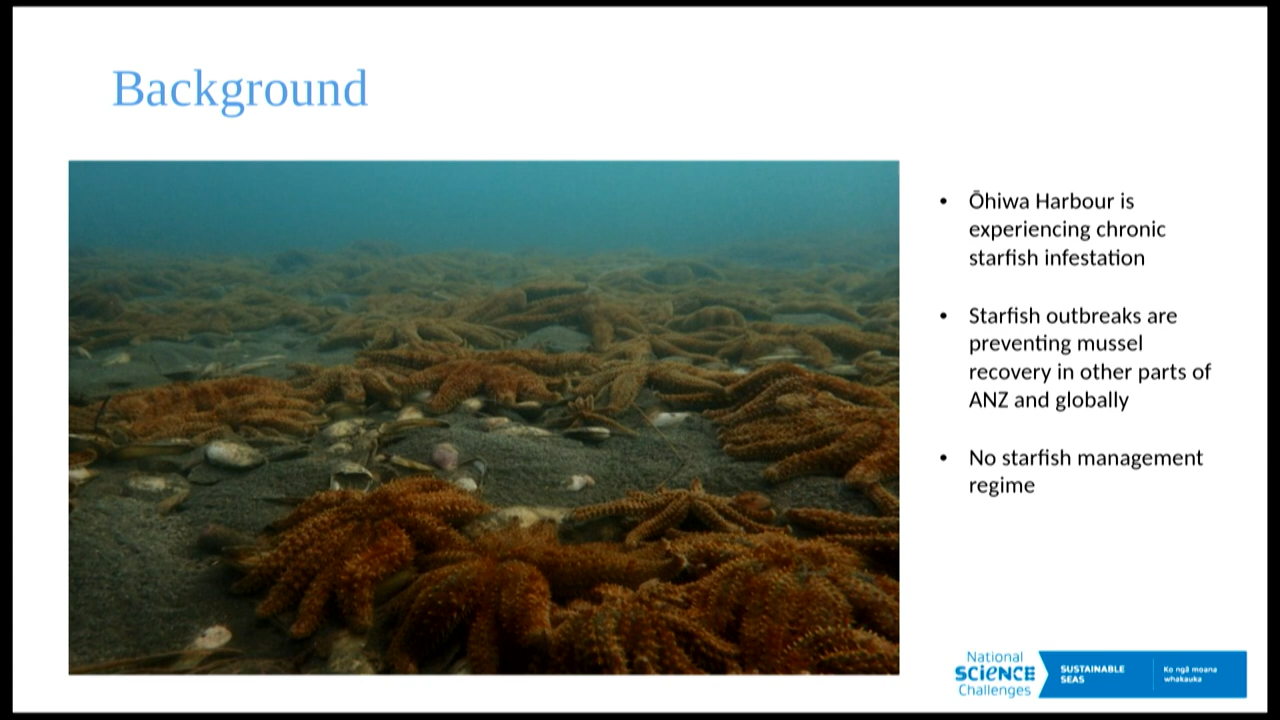 Background
• Ōhiwa Harbour is
experiencing chronic
starfish infestation
• Starfish outbreaks are
preventing mussel
recovery in other parts of
ANZ and globally
• No starfish management
regime
National
SCIENCE
Challenges
SUSTAINABLE
SEAS
Ko ngā moana
whakauka